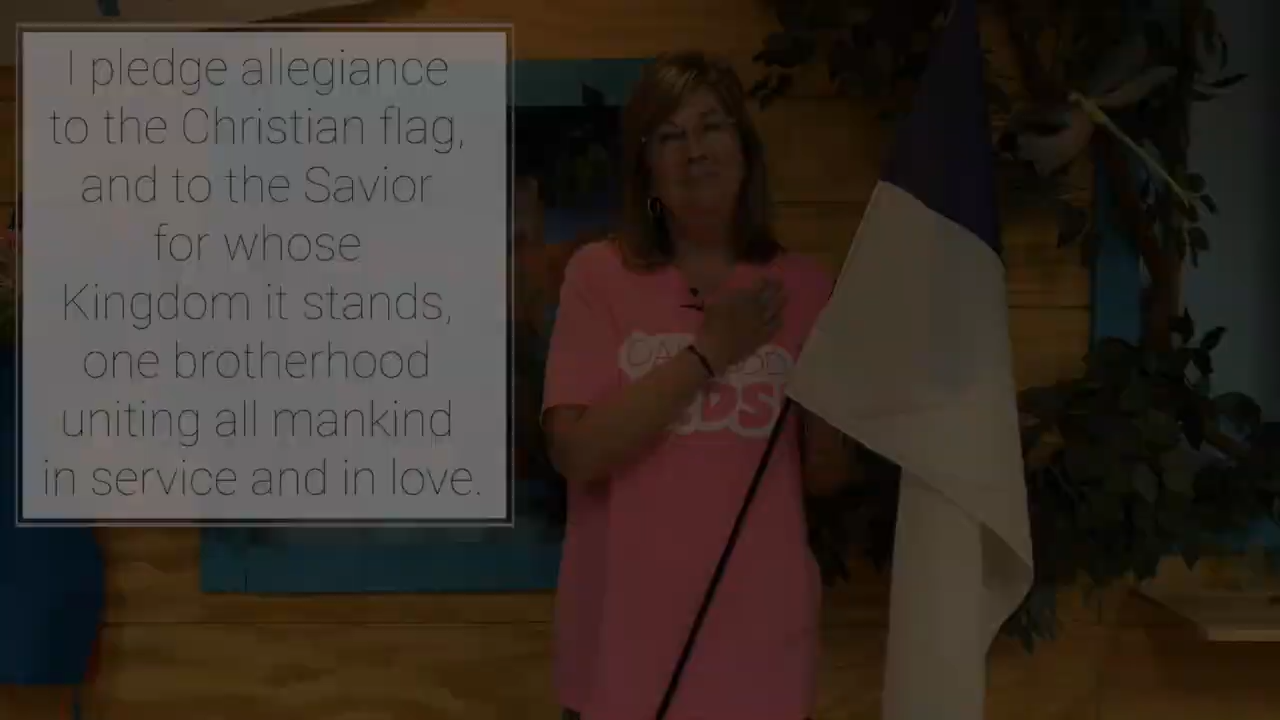 I pledge allegiance
to the Christian flag,
and to the Savior
for whose
Kingdom it stands,
one brotherhood
uniting all mankind
in service and in love.